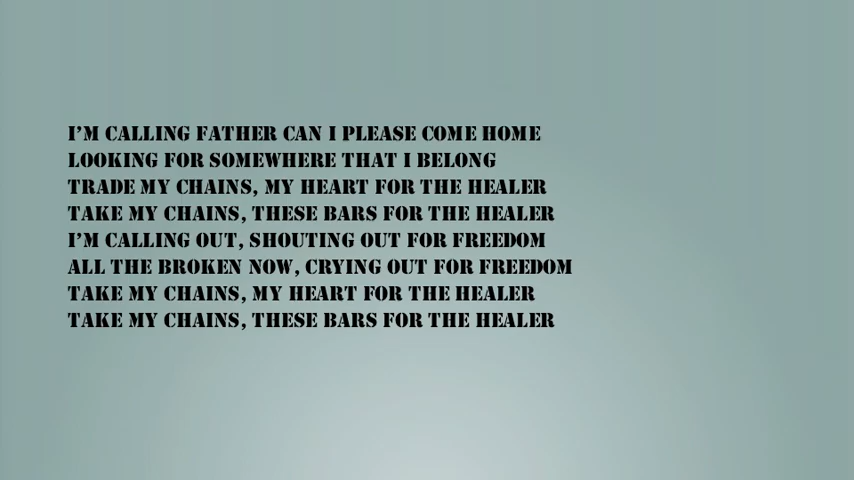 I'M CALLING FATHER CAN I PLEASE COME HOME
LOOKING FOR SOMEWHERE THAT I BELONG
TRADE MY CHAINS, MY HEART FOR THE HEALER
TAKE MY CHAINS, THESE BARS FOR THE HEALER
I'M CALLING OUT, SHOUTING OUT FOR FREEDOM
ALL THE BROKEN NOW, CRYING OUT FOR FREEDOM
TAKE MY CHAINS, MY HEART FOR THE HEALER
TAKE MY CHAINS, THESE BARS FOR THE HEALER